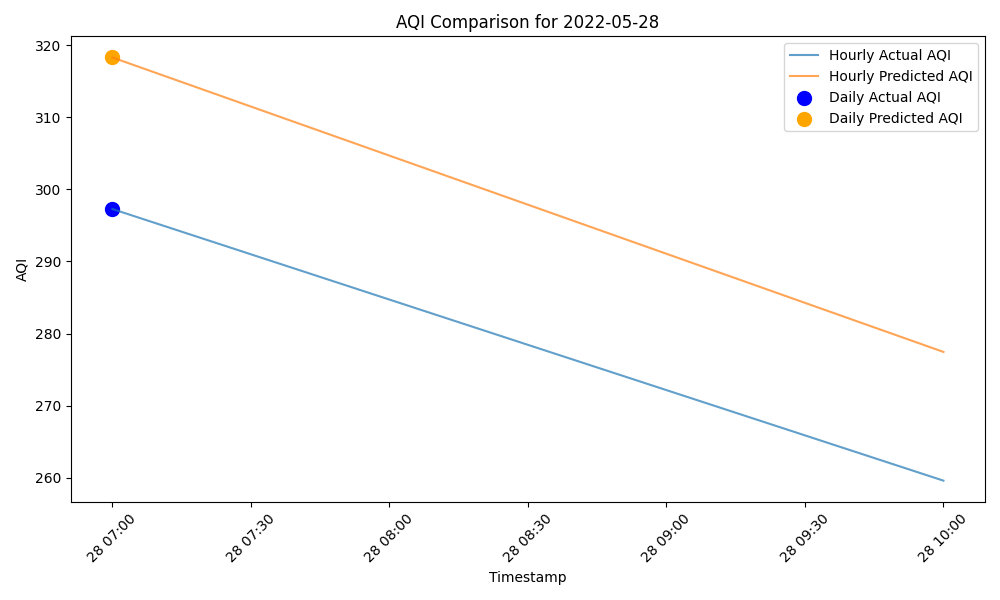 AQI Comparison for 2022-05-28
Hourly Actual AQI
Hourly Predicted AQI
Daily Actual AQI
Daily Predicted AQI
AQI
320
310
300
290
280
270
260
28 07:00
28 07:30
28 08:00
28 08:30
28 09:00
28 09:30
28 10:00
Timestamp